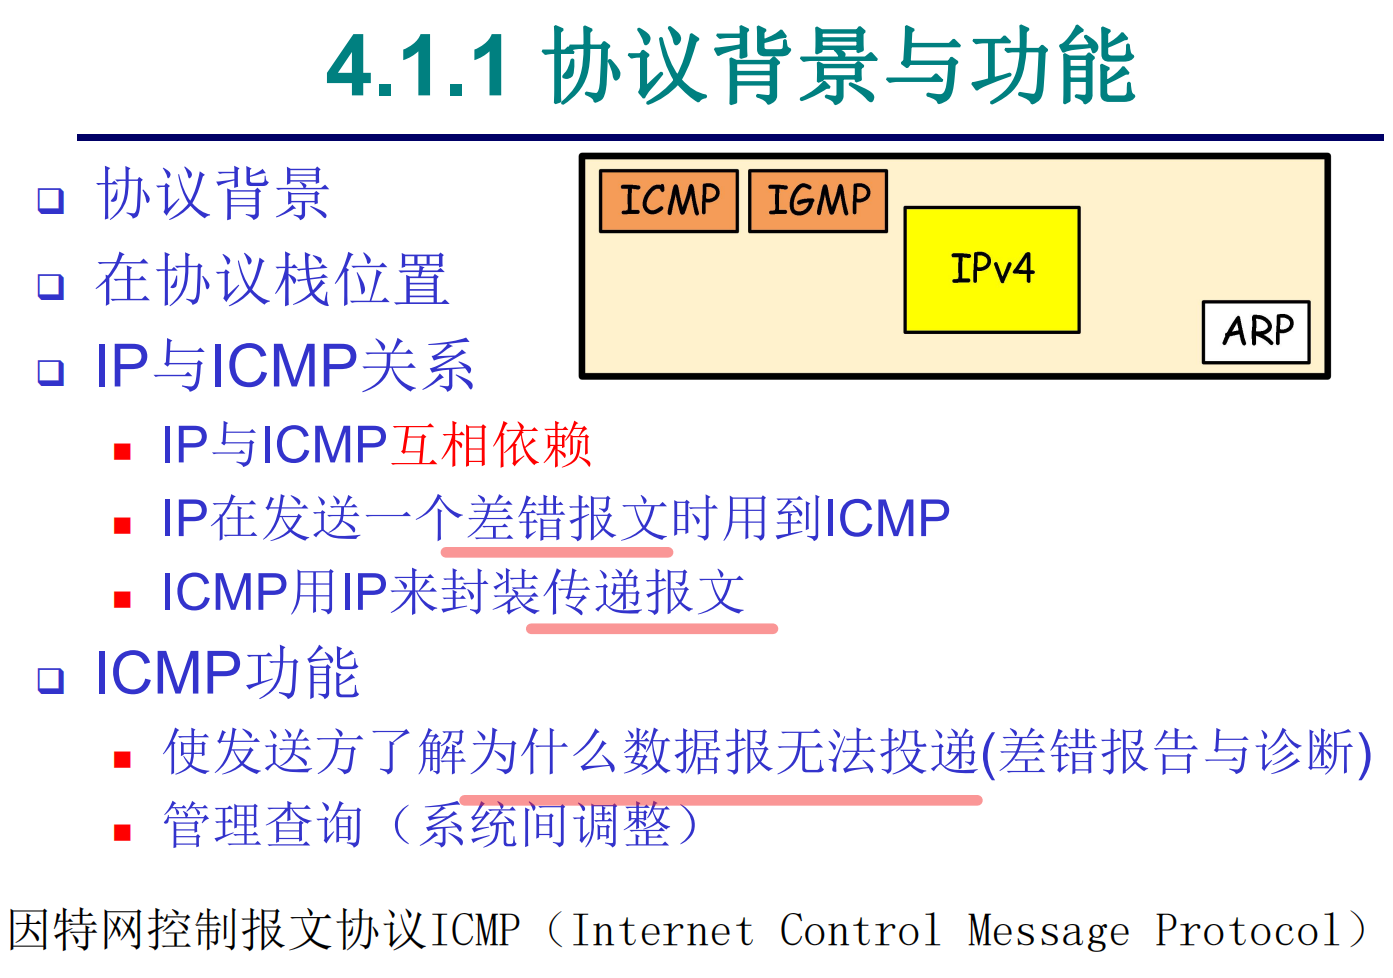 4.1.1 协议背景与功能
协议背景
在协议栈位置
IP与ICMP关系
IP与ICMP互相依赖
IP在发送一个差错报文时用到ICMP
ICMP用IP来封装传递报文
ICMP功能
使发送方了解为什么数据报无法投递(差错报告与诊断)
管理查询（系统间调整）
ICMP
IGMP
IPv4
ARP
因特网控制报文协议ICMP（Internet Control Message Protocol）